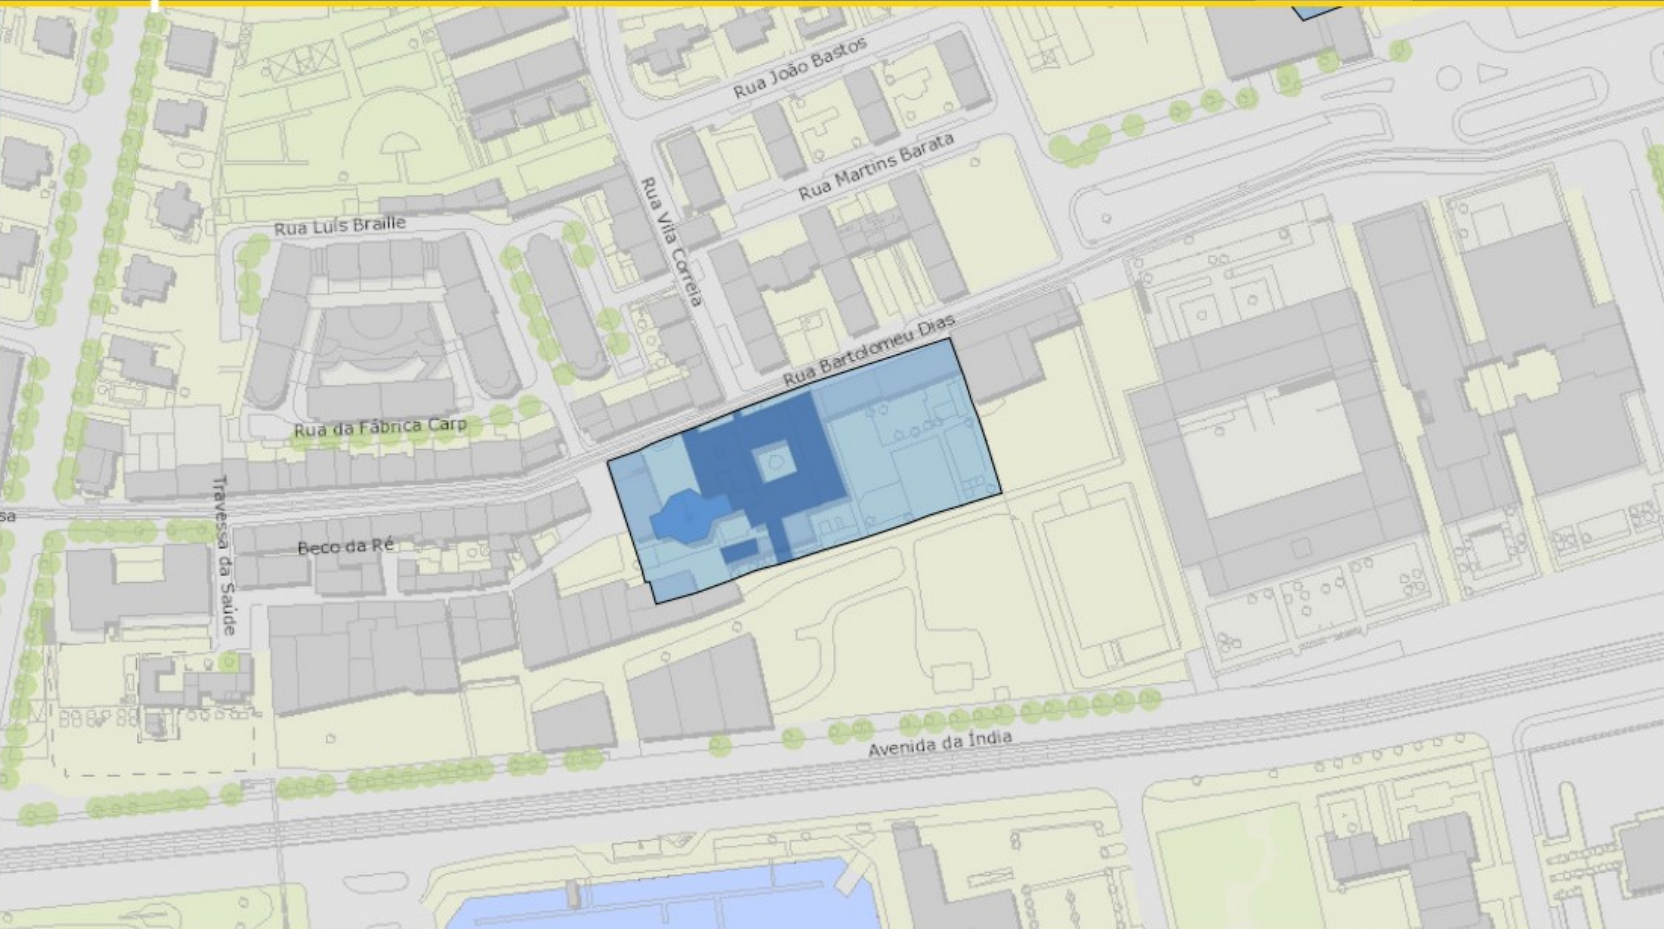 Rua João Bastos
Rua Martins Barata
Rua Luís Braille
Rua Vila Correia
Rua Bartolomeu Dias
Rua da Fábrica Carp
Travessa da Saúde
sa
Beco da Ré
Avenida da Índia